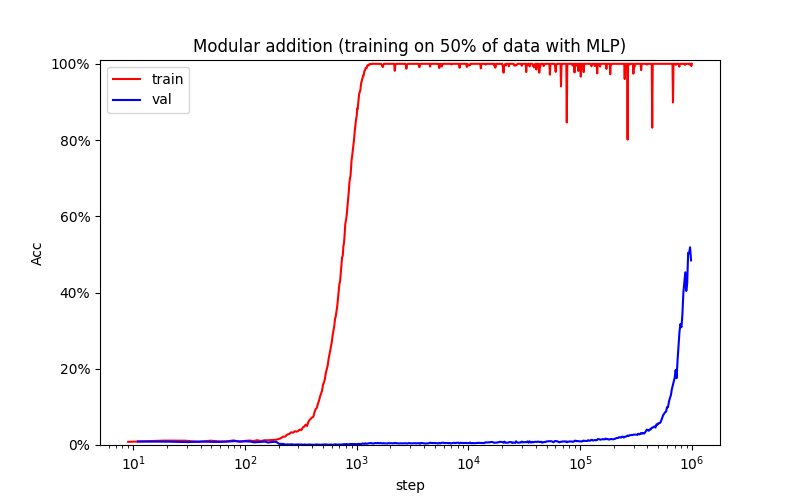 Modular addition (training on 50% of data with MLP)
100%
80%
60%
40%
20%
0%
Acc
train
val
10¹
10²
10³
10⁴
10⁵
10⁶
step